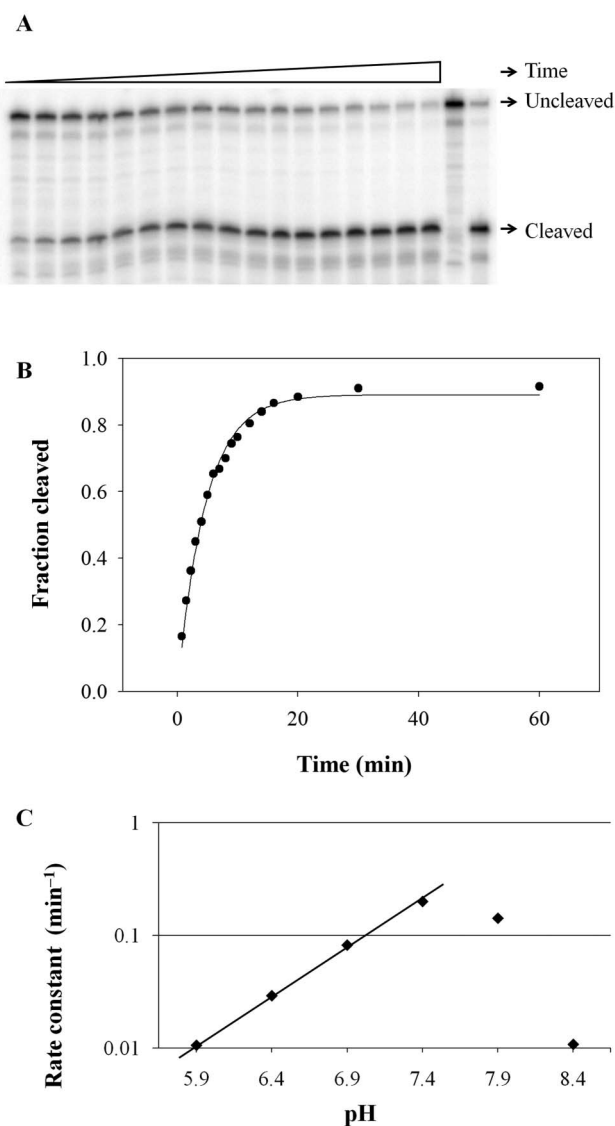 A
→ Time
→ Uncleaved
→ Cleaved
B
Fraction cleaved
1.0
0.8
0.6
0.4
0.2
0.0
0 20 40 60
Time (min)
C
Rate constant (min⁻¹)
1
0.1
0.01
5.9 6.4 6.9 7.4 7.9 8.4
pH